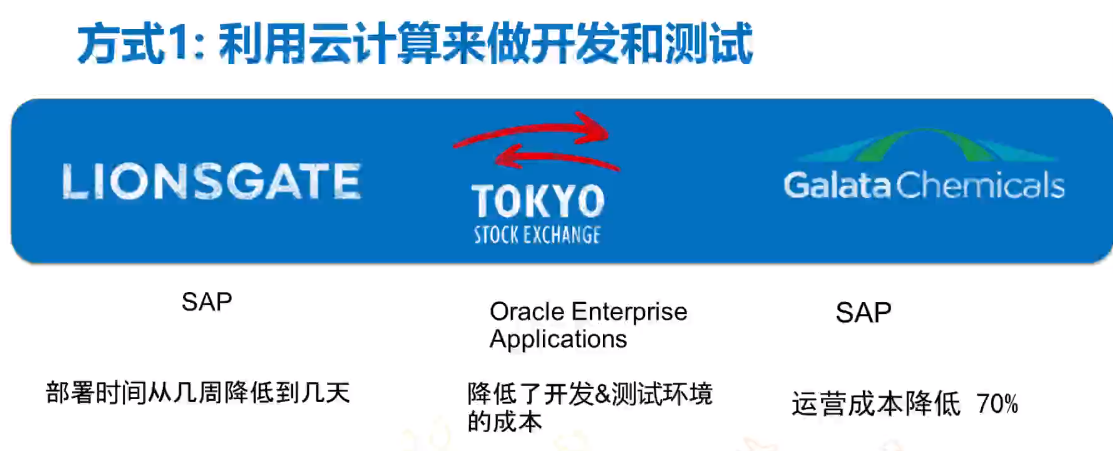 方式1: 利用云计算来做开发和测试
LIONSGATE
TOKYO
STOCK EXCHANGE
Galata Chemicals
SAP
Oracle Enterprise
Applications
SAP
部署时间从几周降低到几天
降低了开发&测试环境
的成本
运营成本降低 70%